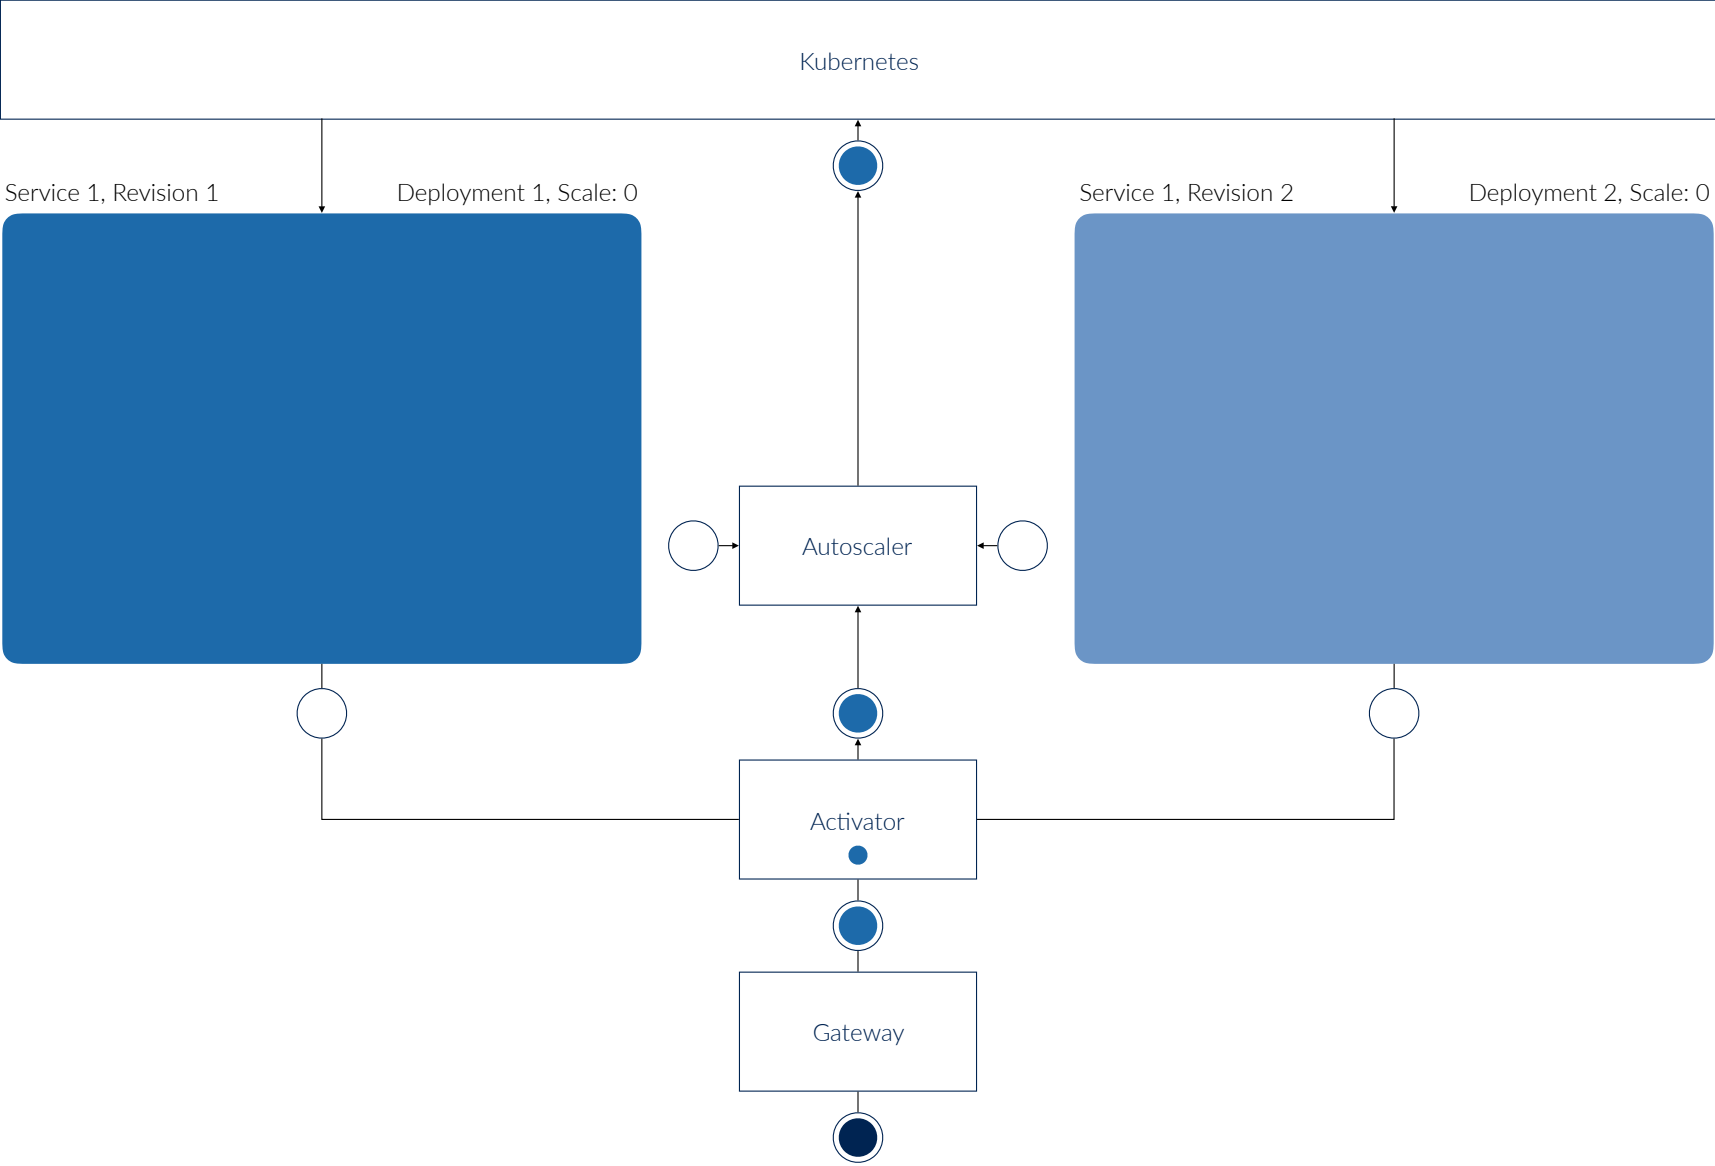 Kubernetes
Service 1, Revision 1
Deployment 1, Scale: 0
Service 1, Revision 2
Deployment 2, Scale: 0
Autoscaler
Activator
Gateway